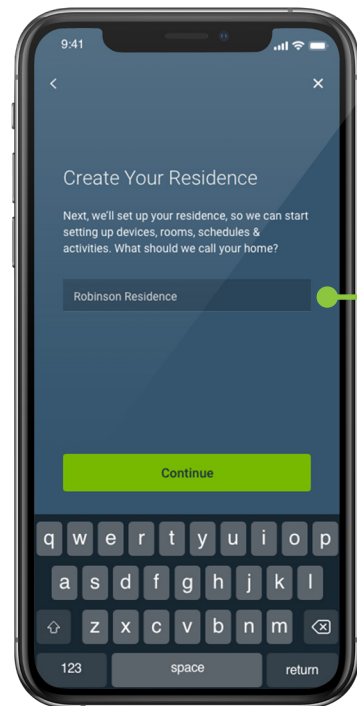 9:41
Create Your Residence
Next, we'll set up your residence, so we can start
setting up devices, rooms, schedules &
activities. What should we call your home?
Robinson Residence
Continue
q w e r t y u i o p
a s d f g h j k l
z x c v b n m
123 space return